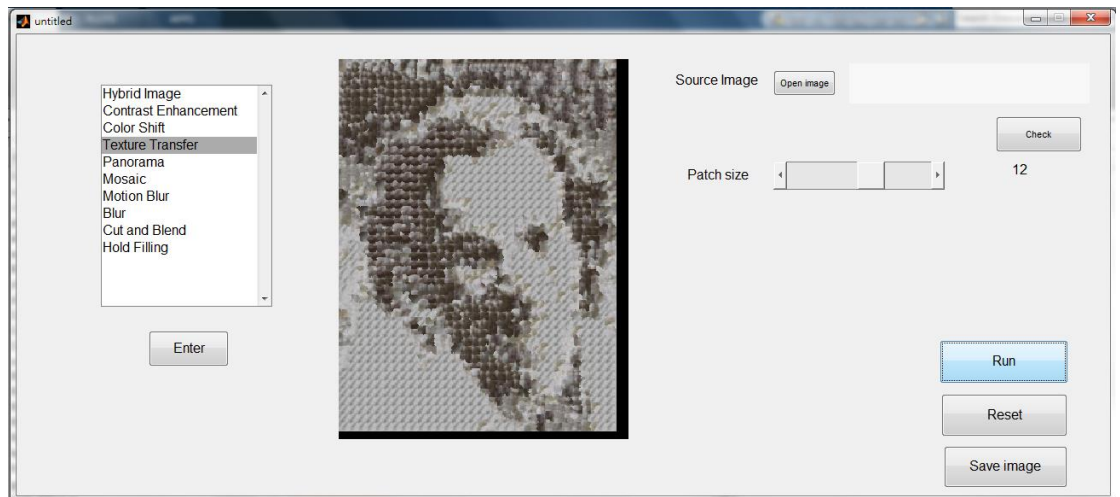 untitled
Hybrid Image
Contrast Enhancement
Color Shift
Texture Transfer
Panorama
Mosaic
Motion Blur
Blur
Cut and Blend
Hold Filling
Enter
Source Image
Open image
Check
Patch size
12
Run
Reset
Save image